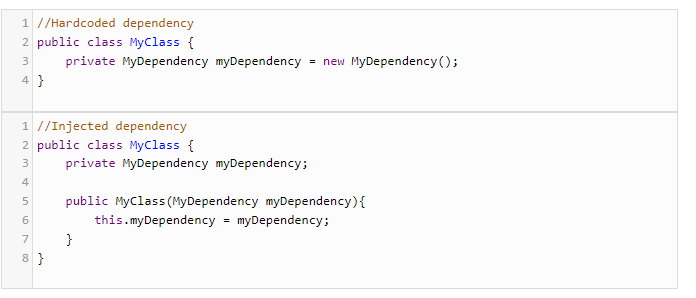 1 //Hardcoded dependency
2 public class MyClass {
3     private MyDependency myDependency = new MyDependency();
4 }
1 //Injected dependency
2 public class MyClass {
3     private MyDependency myDependency;
4
5     public MyClass(MyDependency myDependency){
6         this.myDependency = myDependency;
7     }
8 }